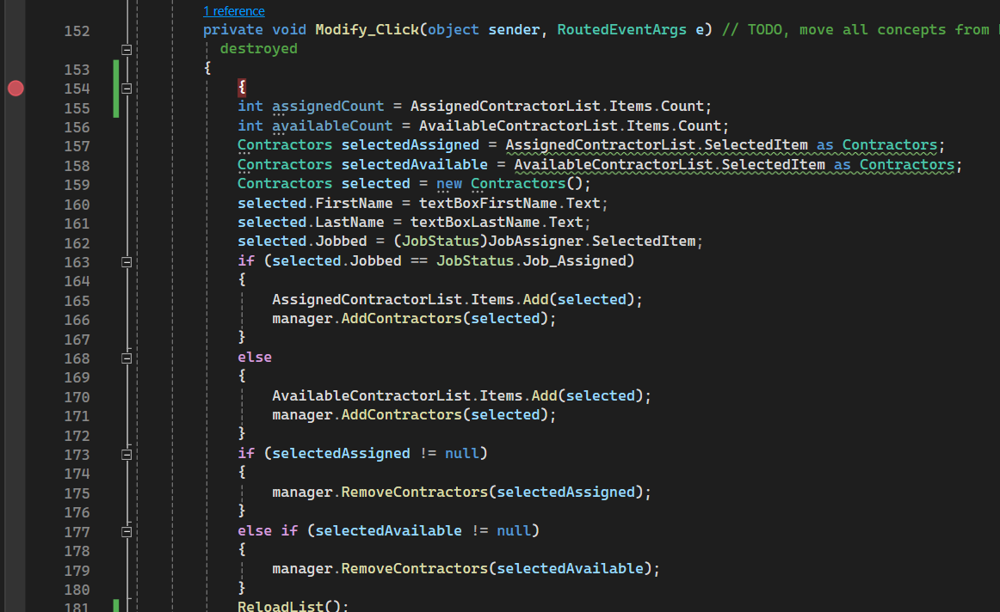 1 reference
152 private void Modify_Click(object sender, RoutedEventArgs e) // TODO, move all concepts from
destroyed
153 {
154 {
155 int assignedCount = AssignedContractorList.Items.Count;
156 int availableCount = AvailableContractorList.Items.Count;
157 Contractors selectedAssigned = AssignedContractorList.SelectedItem as Contractors;
158 Contractors selectedAvailable = AvailableContractorList.SelectedItem as Contractors;
159 Contractors selected = new Contractors();
160 selected.FirstName = textBoxFirstName.Text;
161 selected.LastName = textBoxLastName.Text;
162 selected.Jobbed = (JobStatus)JobAssigner.SelectedItem;
163 if (selected.Jobbed == JobStatus.Job_Assigned)
164 {
165 AssignedContractorList.Items.Add(selected);
166 manager.AddContractors(selected);
167 }
168 else
169 {
170 AvailableContractorList.Items.Add(selected);
171 manager.AddContractors(selected);
172 }
173 if (selectedAssigned != null)
174 {
175 manager.RemoveContractors(selectedAssigned);
176 }
177 else if (selectedAvailable != null)
178 {
179 manager.RemoveContractors(selectedAvailable);
180 }
181 ReloadList();